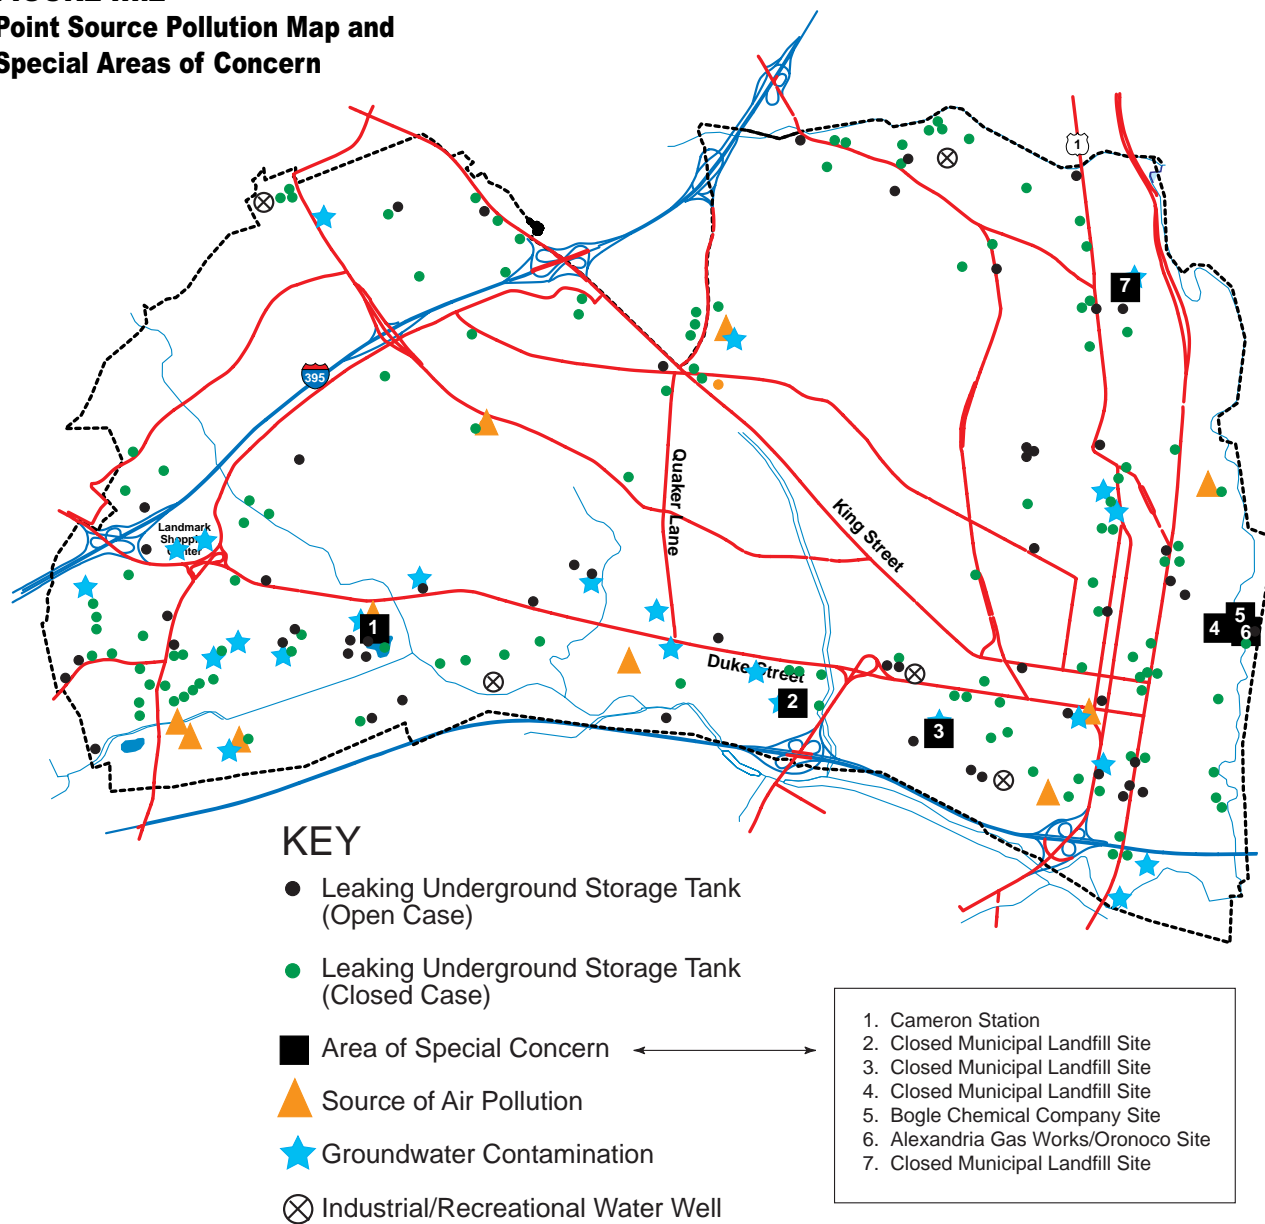 Point Source Pollution Map and
Special Areas of Concern
1
7
395
Quaker Lane
King Street
Landmark
Center
5
4
6
1
Duke Street
2
3
KEY
Leaking Underground Storage Tank
(Open Case)
Leaking Underground Storage Tank
(Closed Case)
Area of Special Concern
Source of Air Pollution
Groundwater Contamination
Industrial/Recreational Water Well
1. Cameron Station
2. Closed Municipal Landfill Site
3. Closed Municipal Landfill Site
4. Closed Municipal Landfill Site
5. Bogle Chemical Company Site
6. Alexandria Gas Works/Oronoco Site
7. Closed Municipal Landfill Site